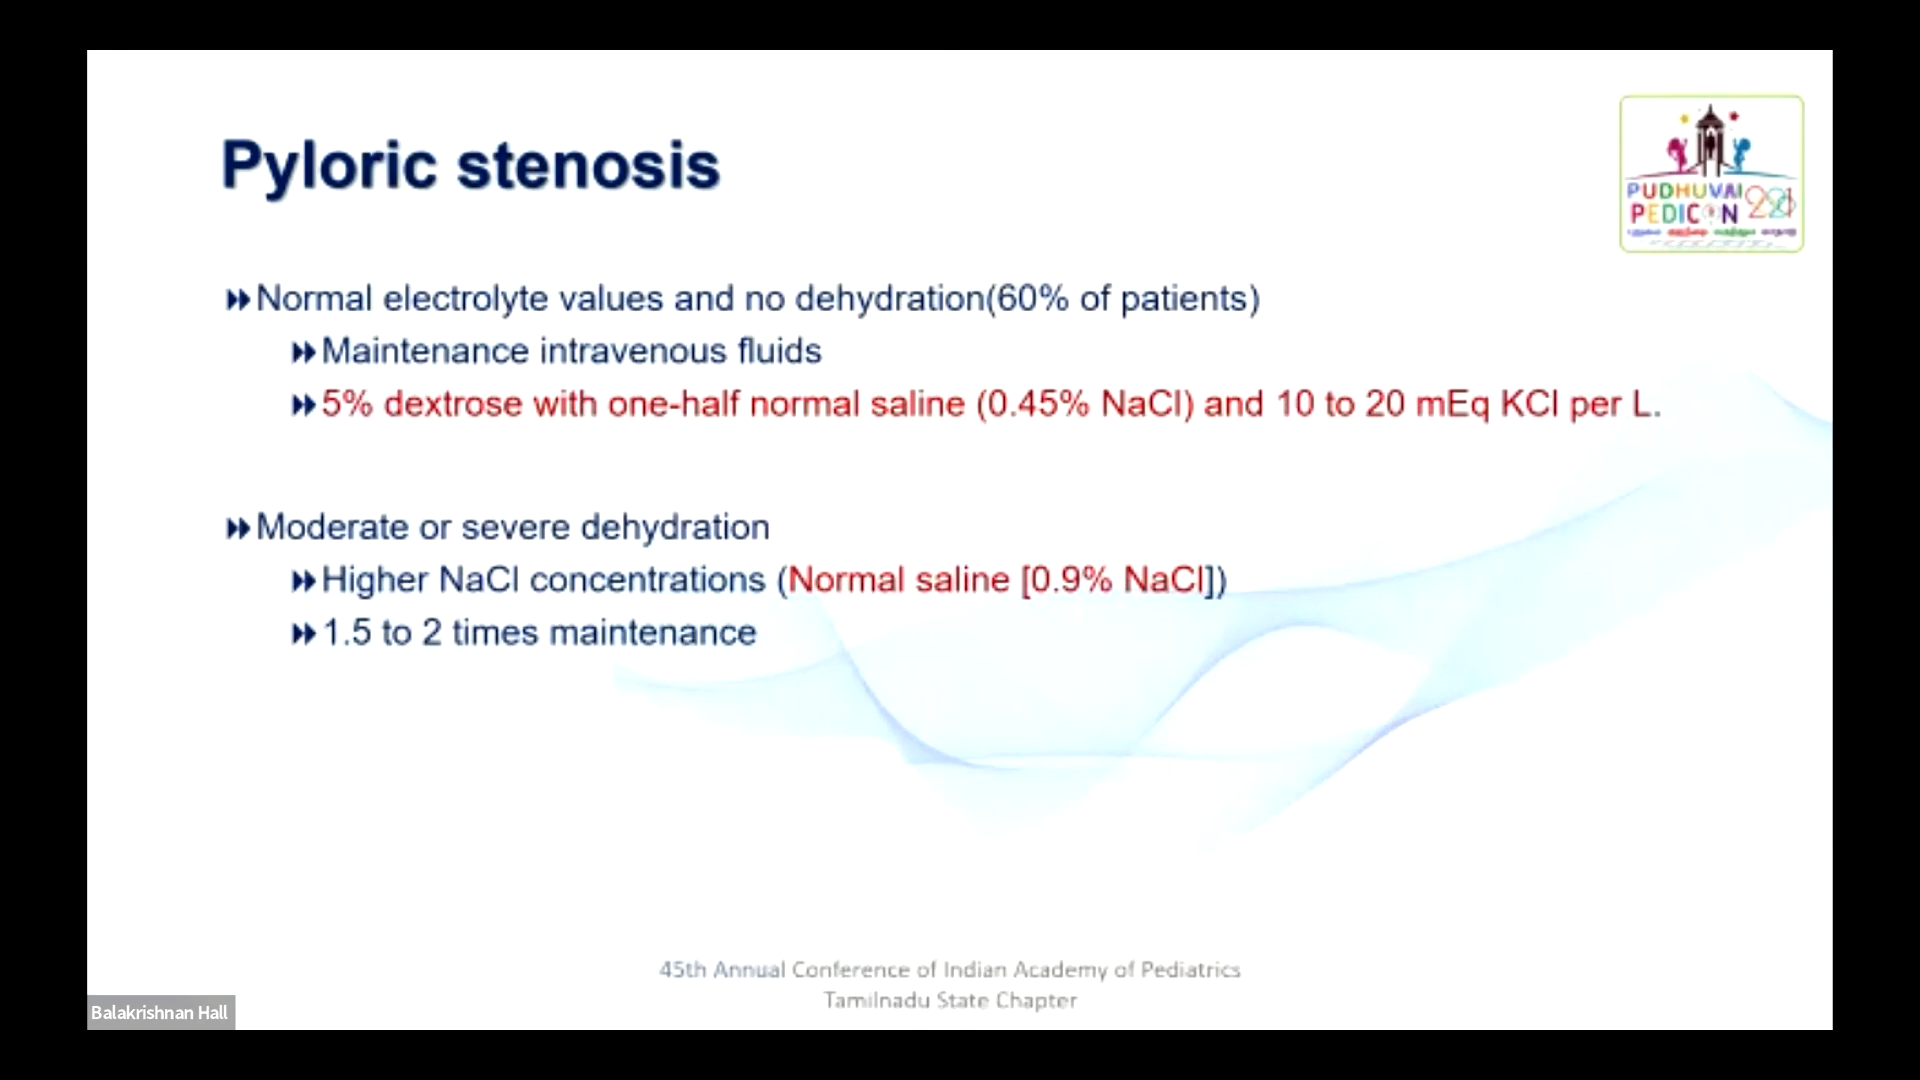 Pyloric stenosis
PUDHUVAI
PEDICON 2021
Normal electrolyte values and no dehydration(60% of patients)
Maintenance intravenous fluids
5% dextrose with one-half normal saline (0.45% NaCl) and 10 to 20 mEq KCl per L.
Moderate or severe dehydration
Higher NaCl concentrations (Normal saline [0.9% NaCl])
1.5 to 2 times maintenance
45th Annual Conference of Indian Academy of Pediatrics
Tamilnadu State Chapter
Balakrishnan Hall